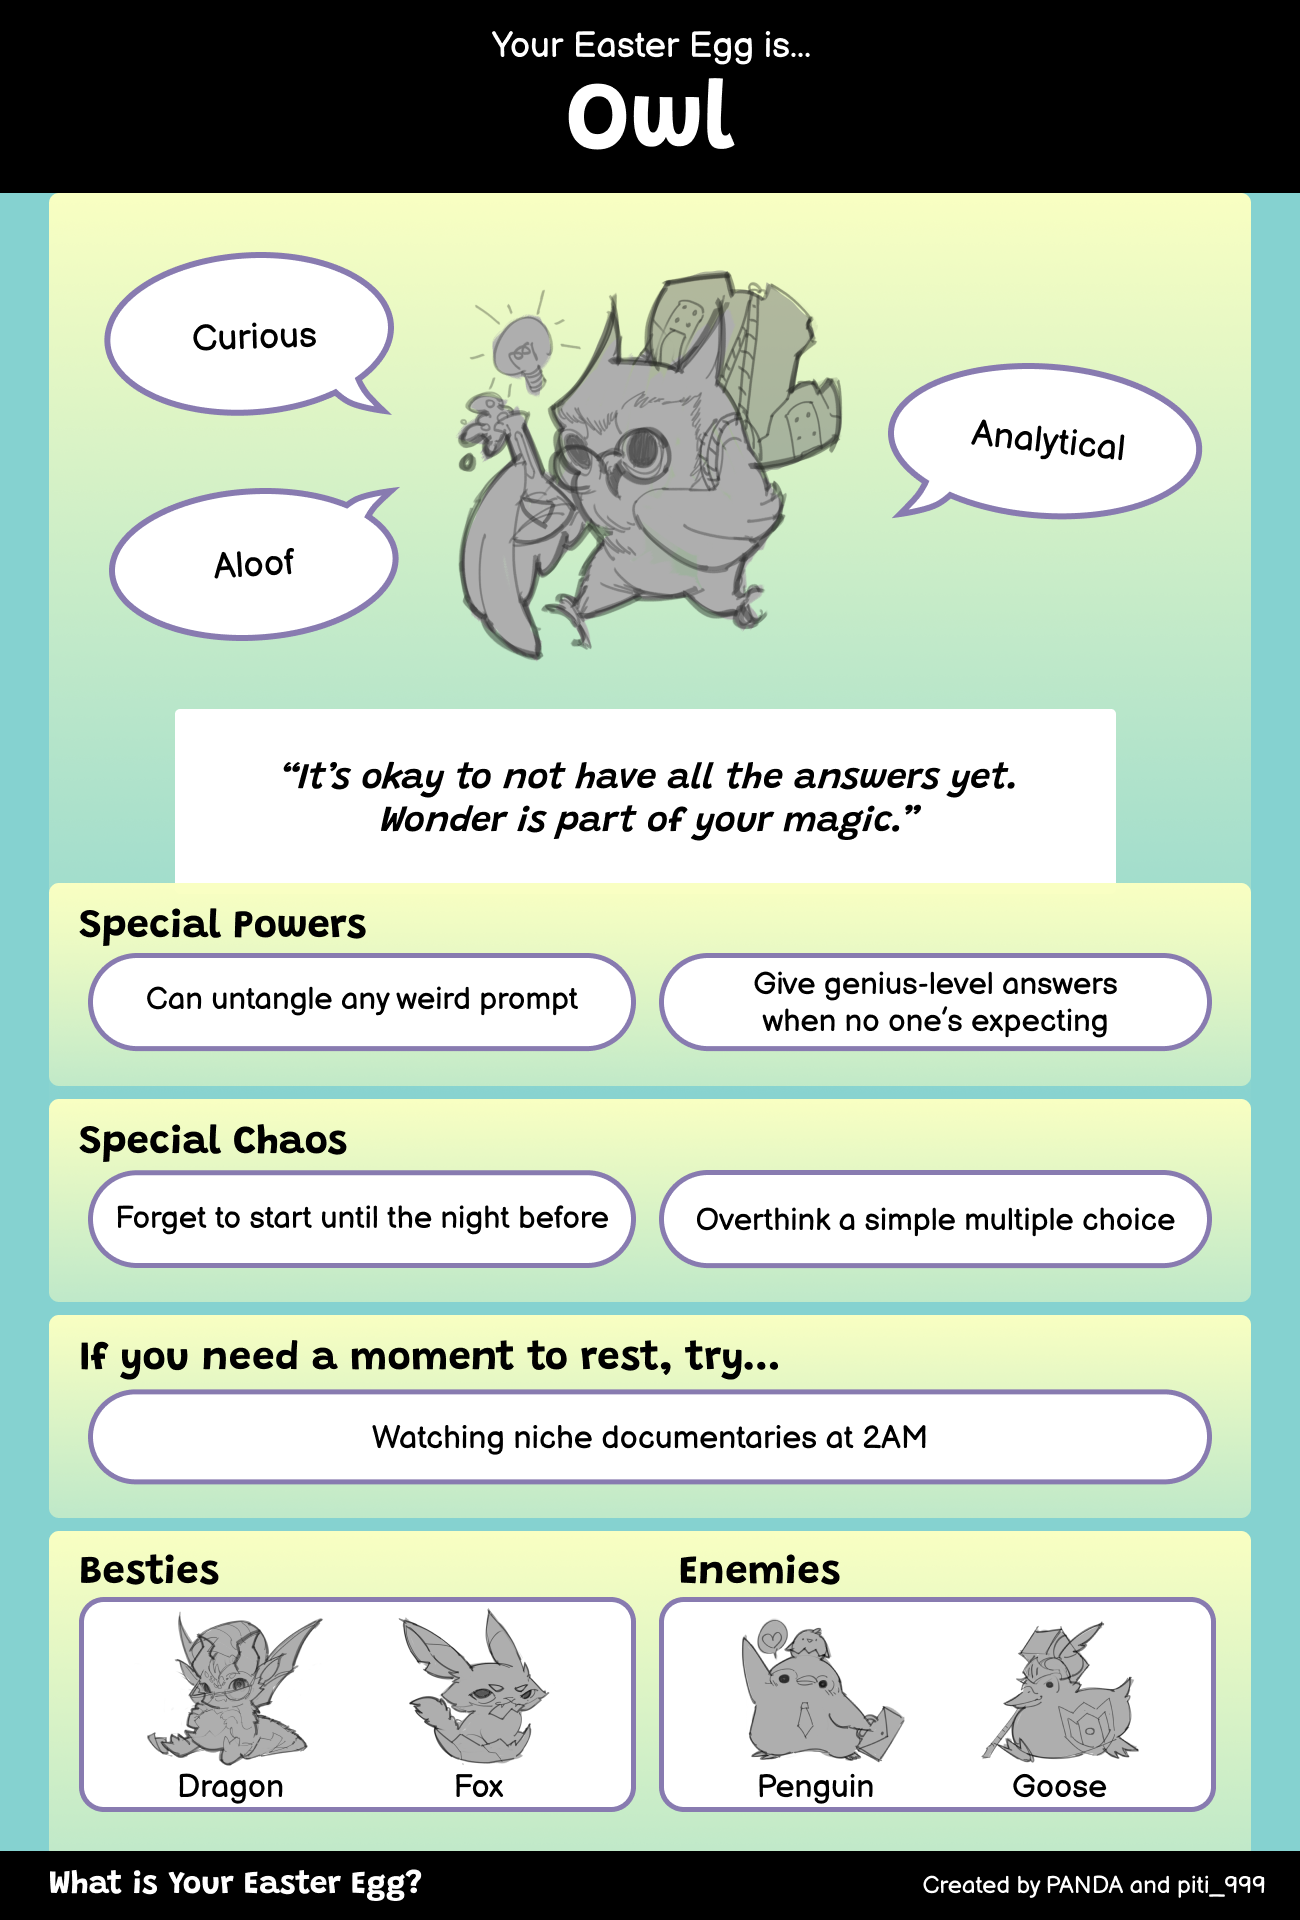 Your Easter Egg is...
Owl
Curious
Analytical
Aloof
“It’s okay to not have all the answers yet.
Wonder is part of your magic.”
Special Powers
Can untangle any weird prompt
Give genius-level answers
when no one’s expecting
Special Chaos
Forget to start until the night before
Overthink a simple multiple choice
If you need a moment to rest, try...
Watching niche documentaries at 2AM
Besties
Enemies
Dragon
Fox
Penguin
Goose
What is Your Easter Egg?
Created by PANDA and piti_999